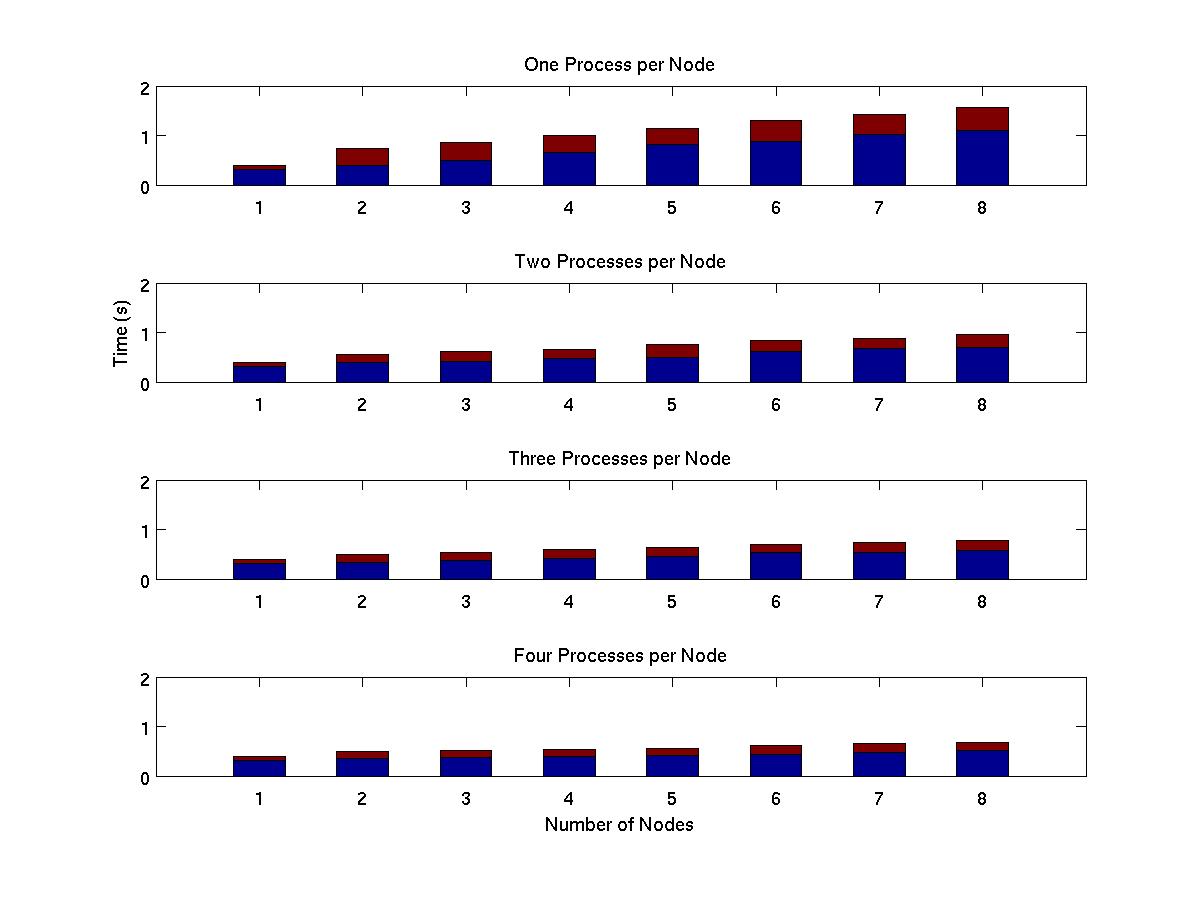 One Process per Node
2
1
0
1 2 3 4 5 6 7 8
Two Processes per Node
2
1
0
1 2 3 4 5 6 7 8
Time (s)
Three Processes per Node
2
1
0
1 2 3 4 5 6 7 8
Four Processes per Node
2
1
0
1 2 3 4 5 6 7 8
Number of Nodes